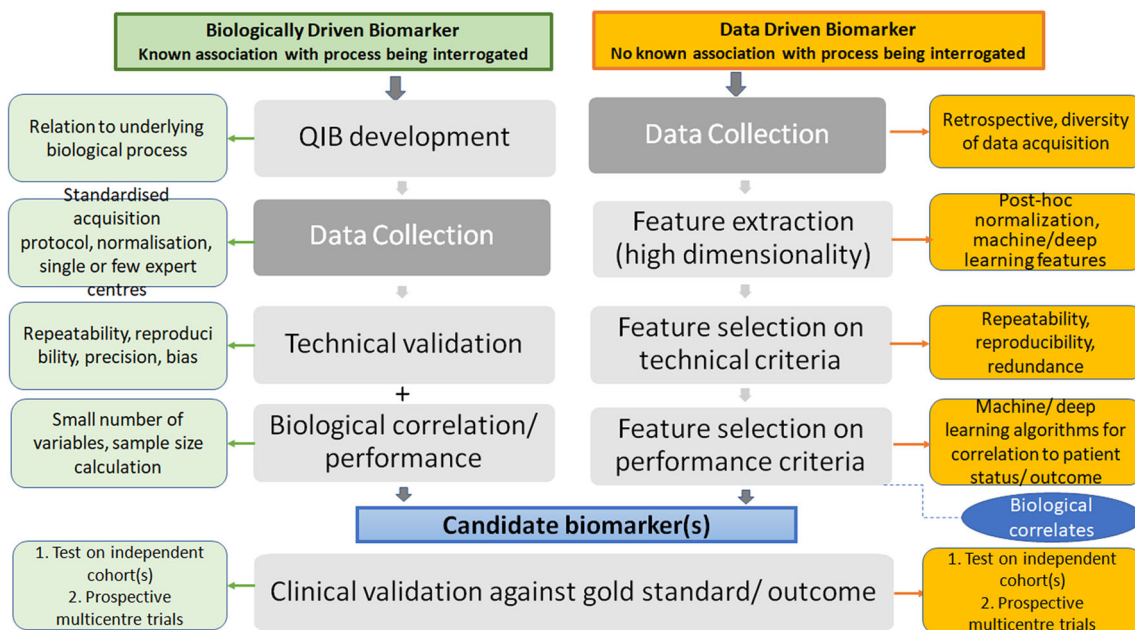 Biologically Driven Biomarker
Known association with process being interrogated
Data Driven Biomarker
No known association with process being interrogated
Relation to underlying
biological process
QIB development
Data Collection
Retrospective, diversity
of data acquisition
Standardised
acquisition
protocol, normalisation,
single or few expert
centres
Data Collection
Feature extraction
(high dimensionality)
Post-hoc
normalization,
machine/deep
learning features
Repeatability, reproduci
bility, precision, bias
Technical validation
Feature selection on
technical criteria
Repeatability,
reproducibility,
redundance
+
Small number of
variables, sample size
calculation
Biological correlation/
performance
Feature selection on
performance criteria
Machine/ deep
learning algorithms for
correlation to patient
status/ outcome
Biological
correlates
Candidate biomarker(s)
1. Test on independent
cohort(s)
2. Prospective
multicentre trials
Clinical validation against gold standard/ outcome
1. Test on independent
cohort(s)
2. Prospective
multicentre trials